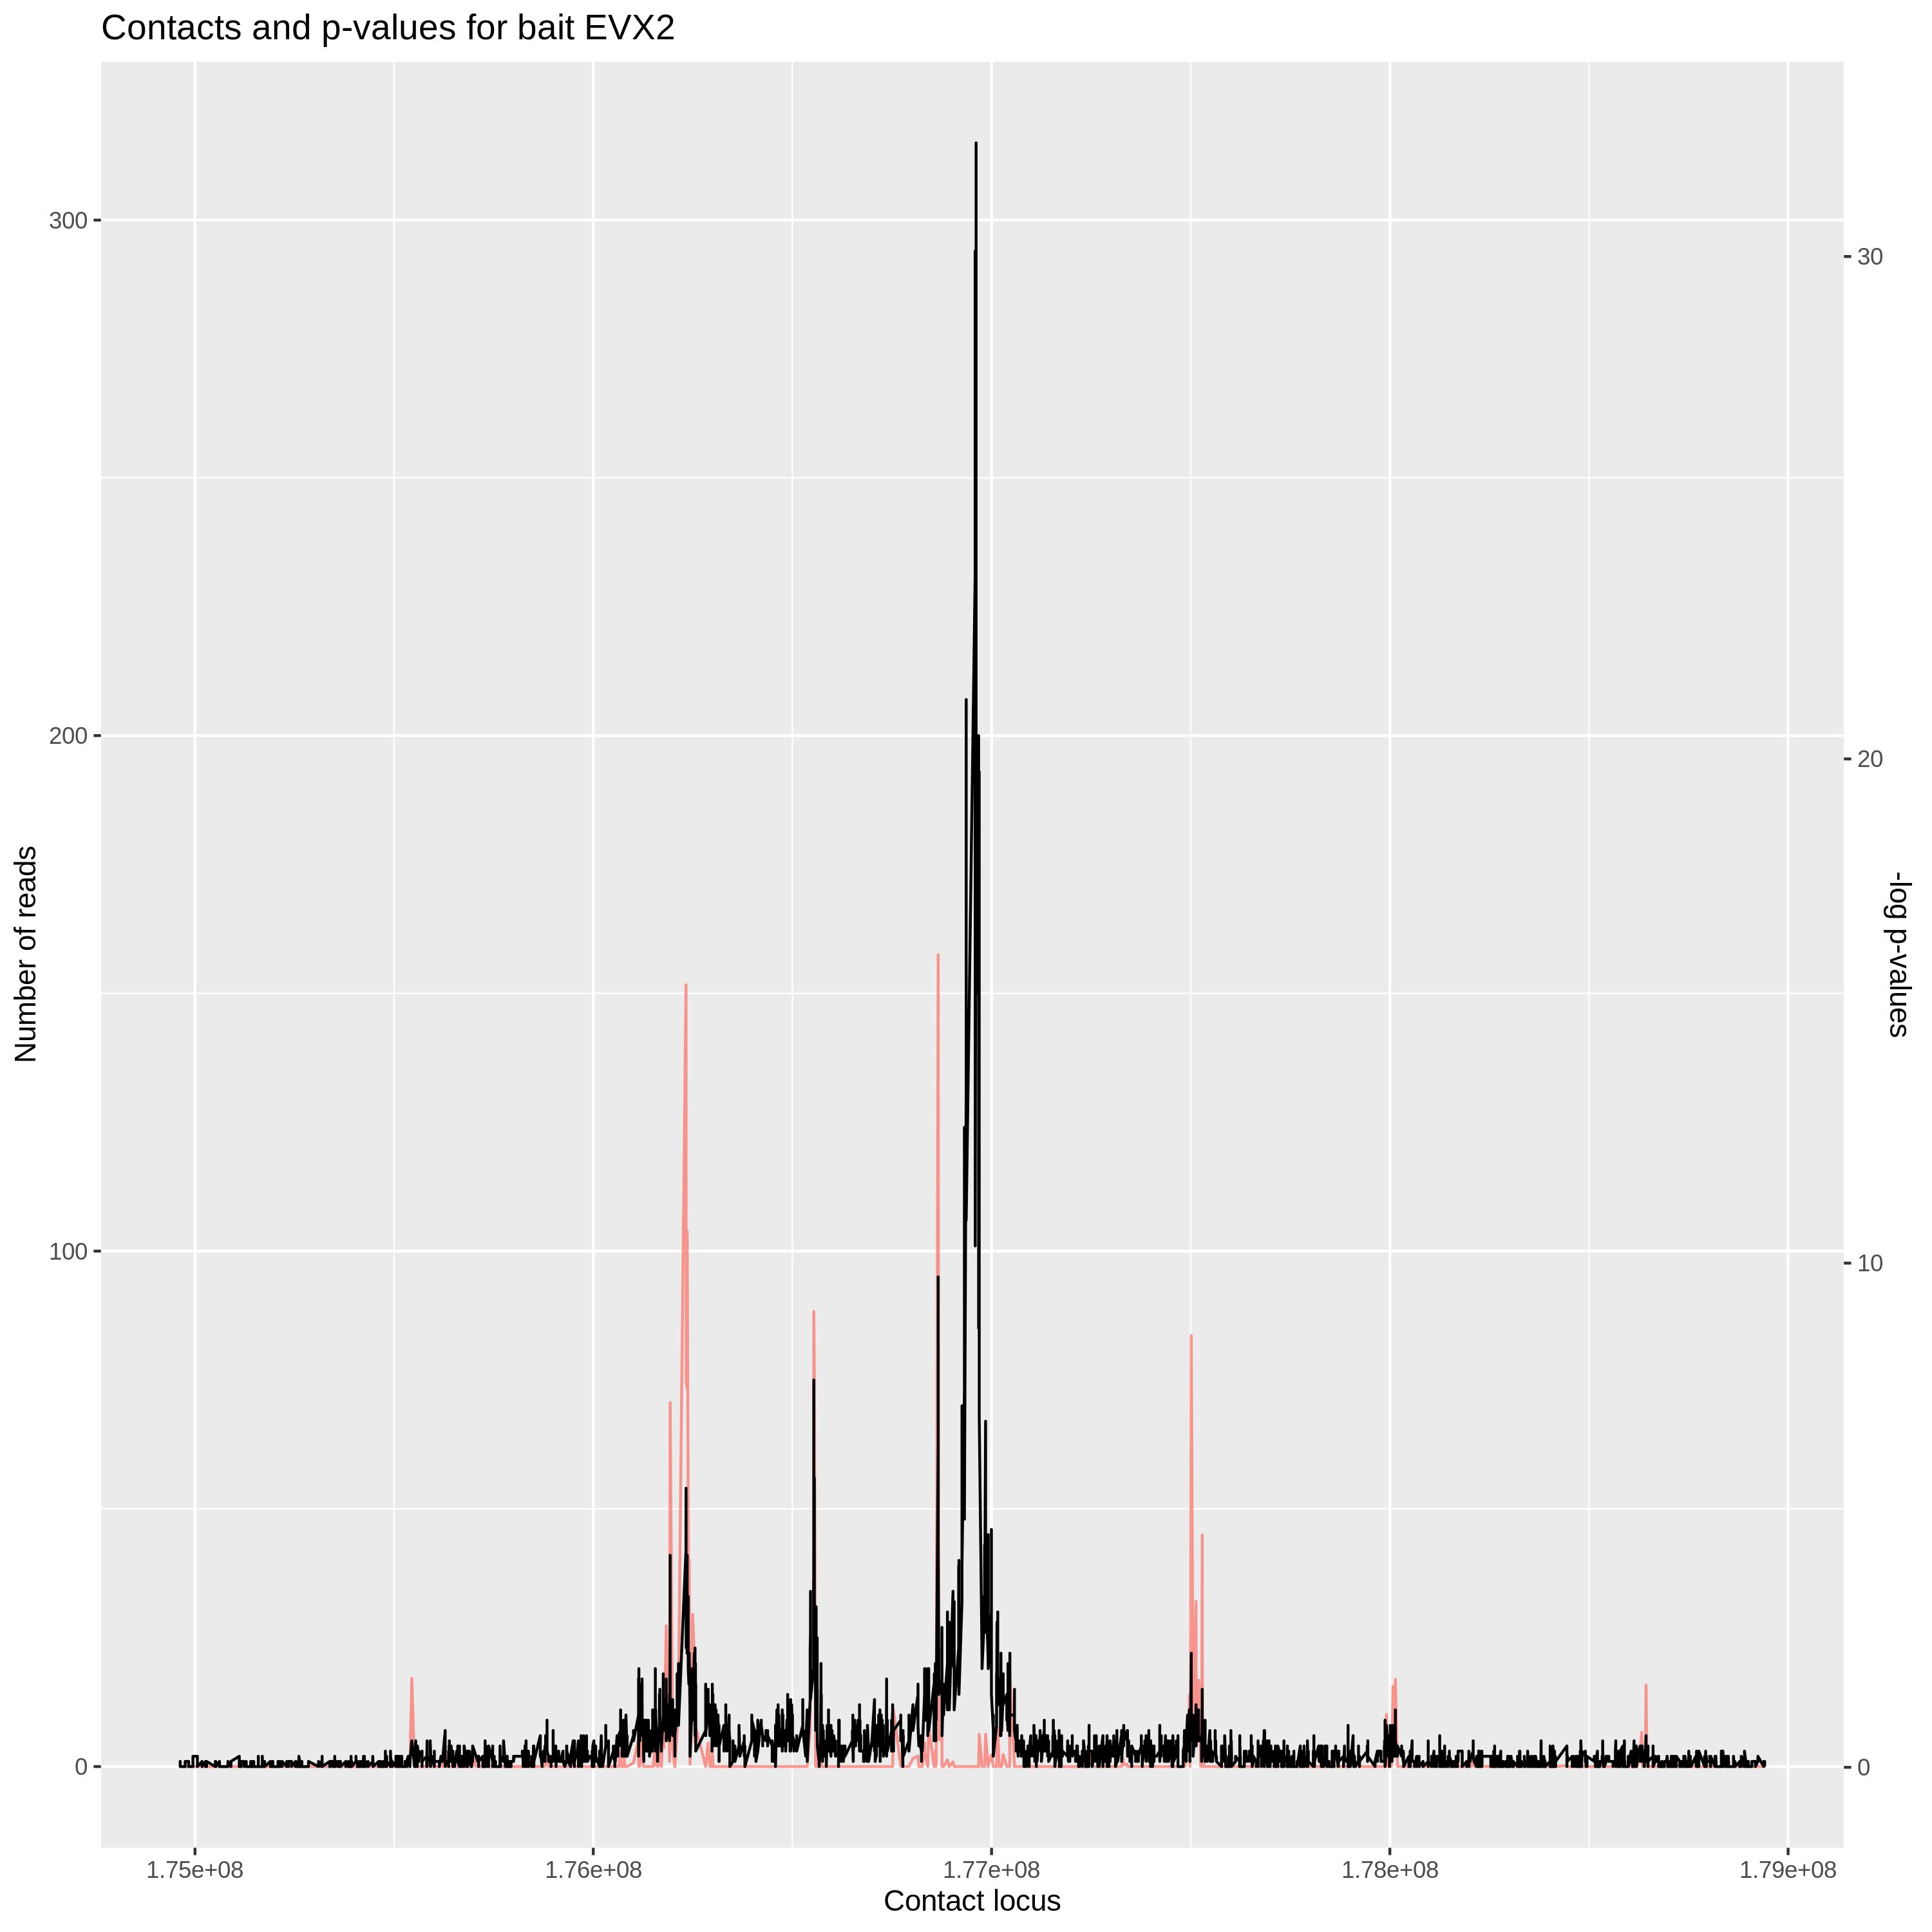 Contacts and p-values for bait EVX2
300
200
100
0
Number of reads
30
20
10
0
-log p-values
1.75e+08
1.76e+08
1.77e+08
1.78e+08
1.79e+08
Contact locus